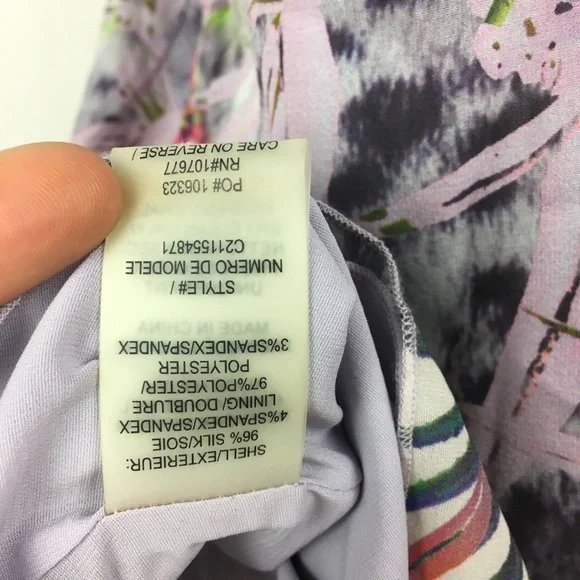 SHELL/EXTERIEUR:
96% SILK/SOIE
4%SPANDEX/SPANDEX
LINING/ DOUBLURE
97%POLYESTER/
POLYESTER
3%SPANDEX/SPANDEX
STYLE#/
NUMERO DE MODELE
C211554871
PO# 106323
RN#107677
CARE ON REVERSE /
MADE IN CHINA